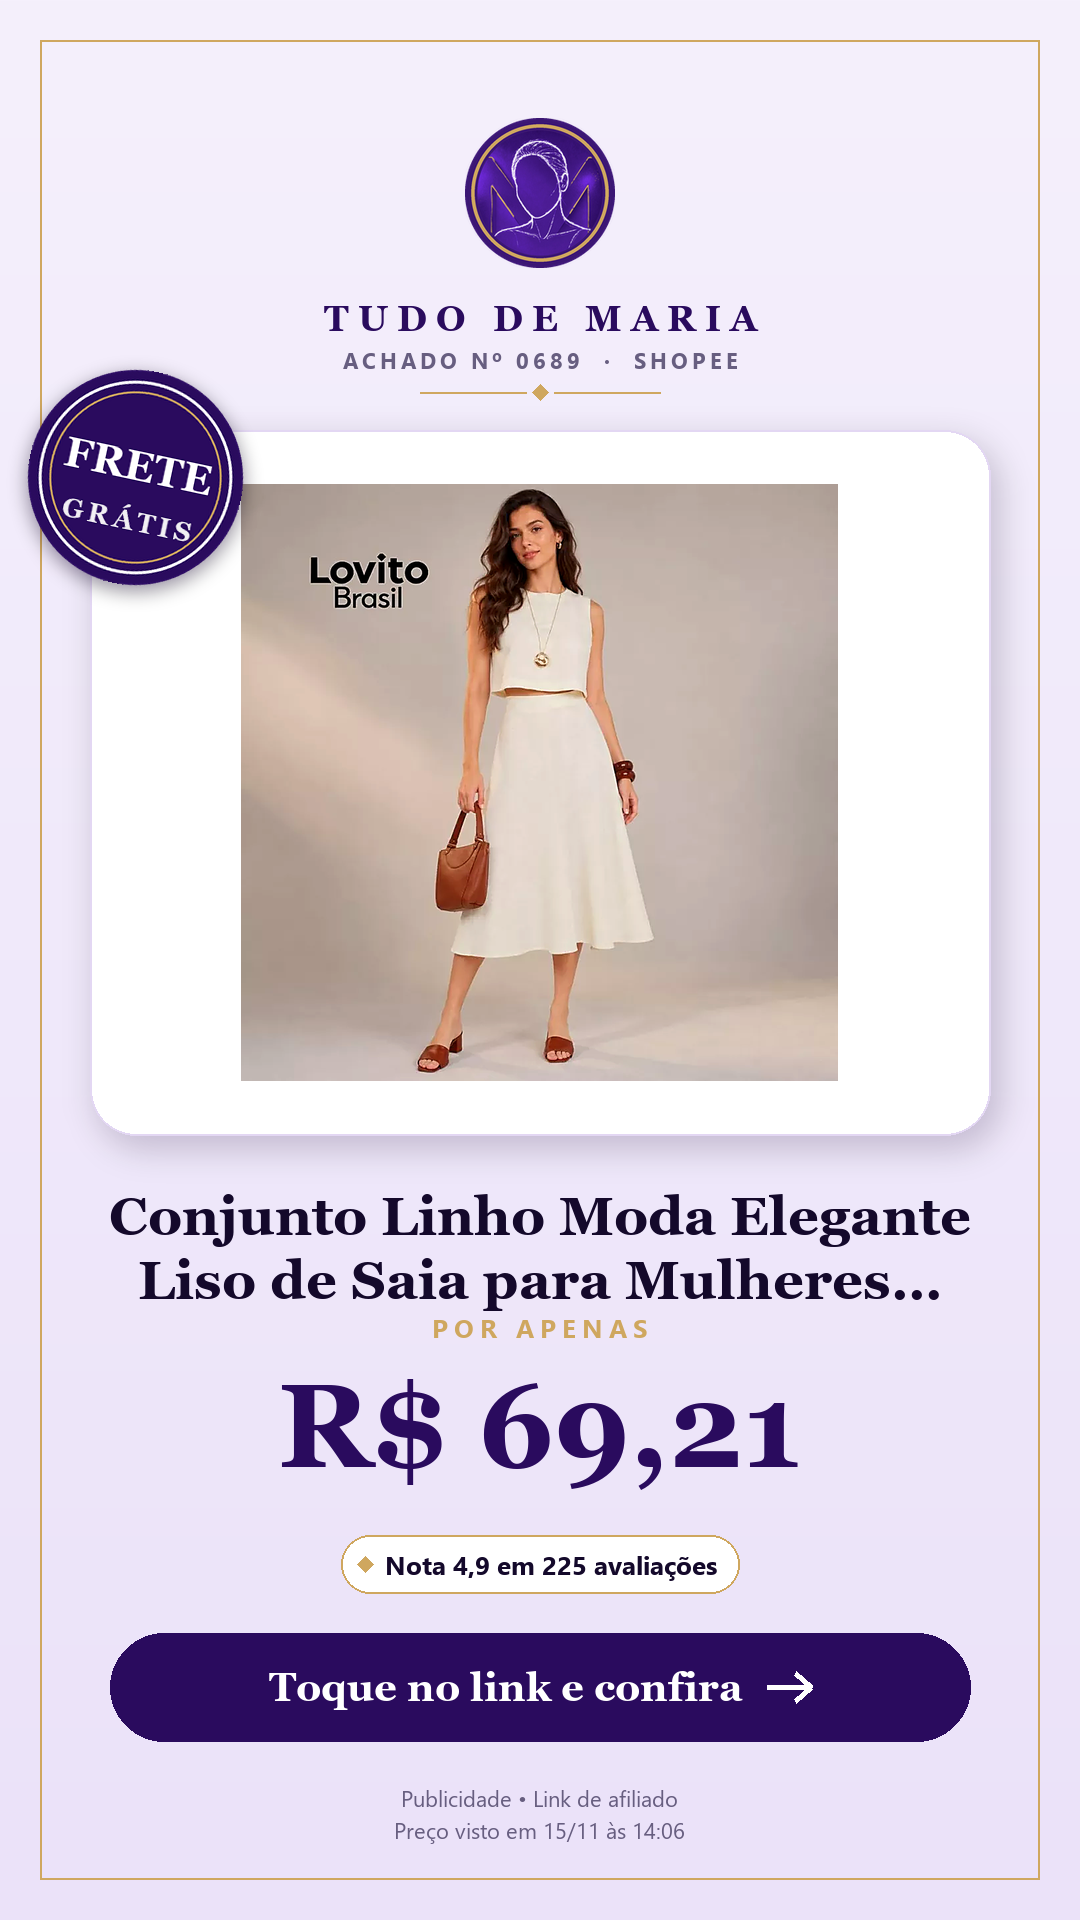 TUDO DE MARIA
ACHADO Nº 0689 · SHOPEE
FRETE
GRÁTIS
Lovito
Brasil
Conjunto Linho Moda Elegante
Liso de Saia para Mulheres...
POR APENAS
R$ 69,21
Nota 4,9 em 225 avaliações
Toque no link e confira →
Publicidade • Link de afiliado
Preço visto em 15/11 às 14:06